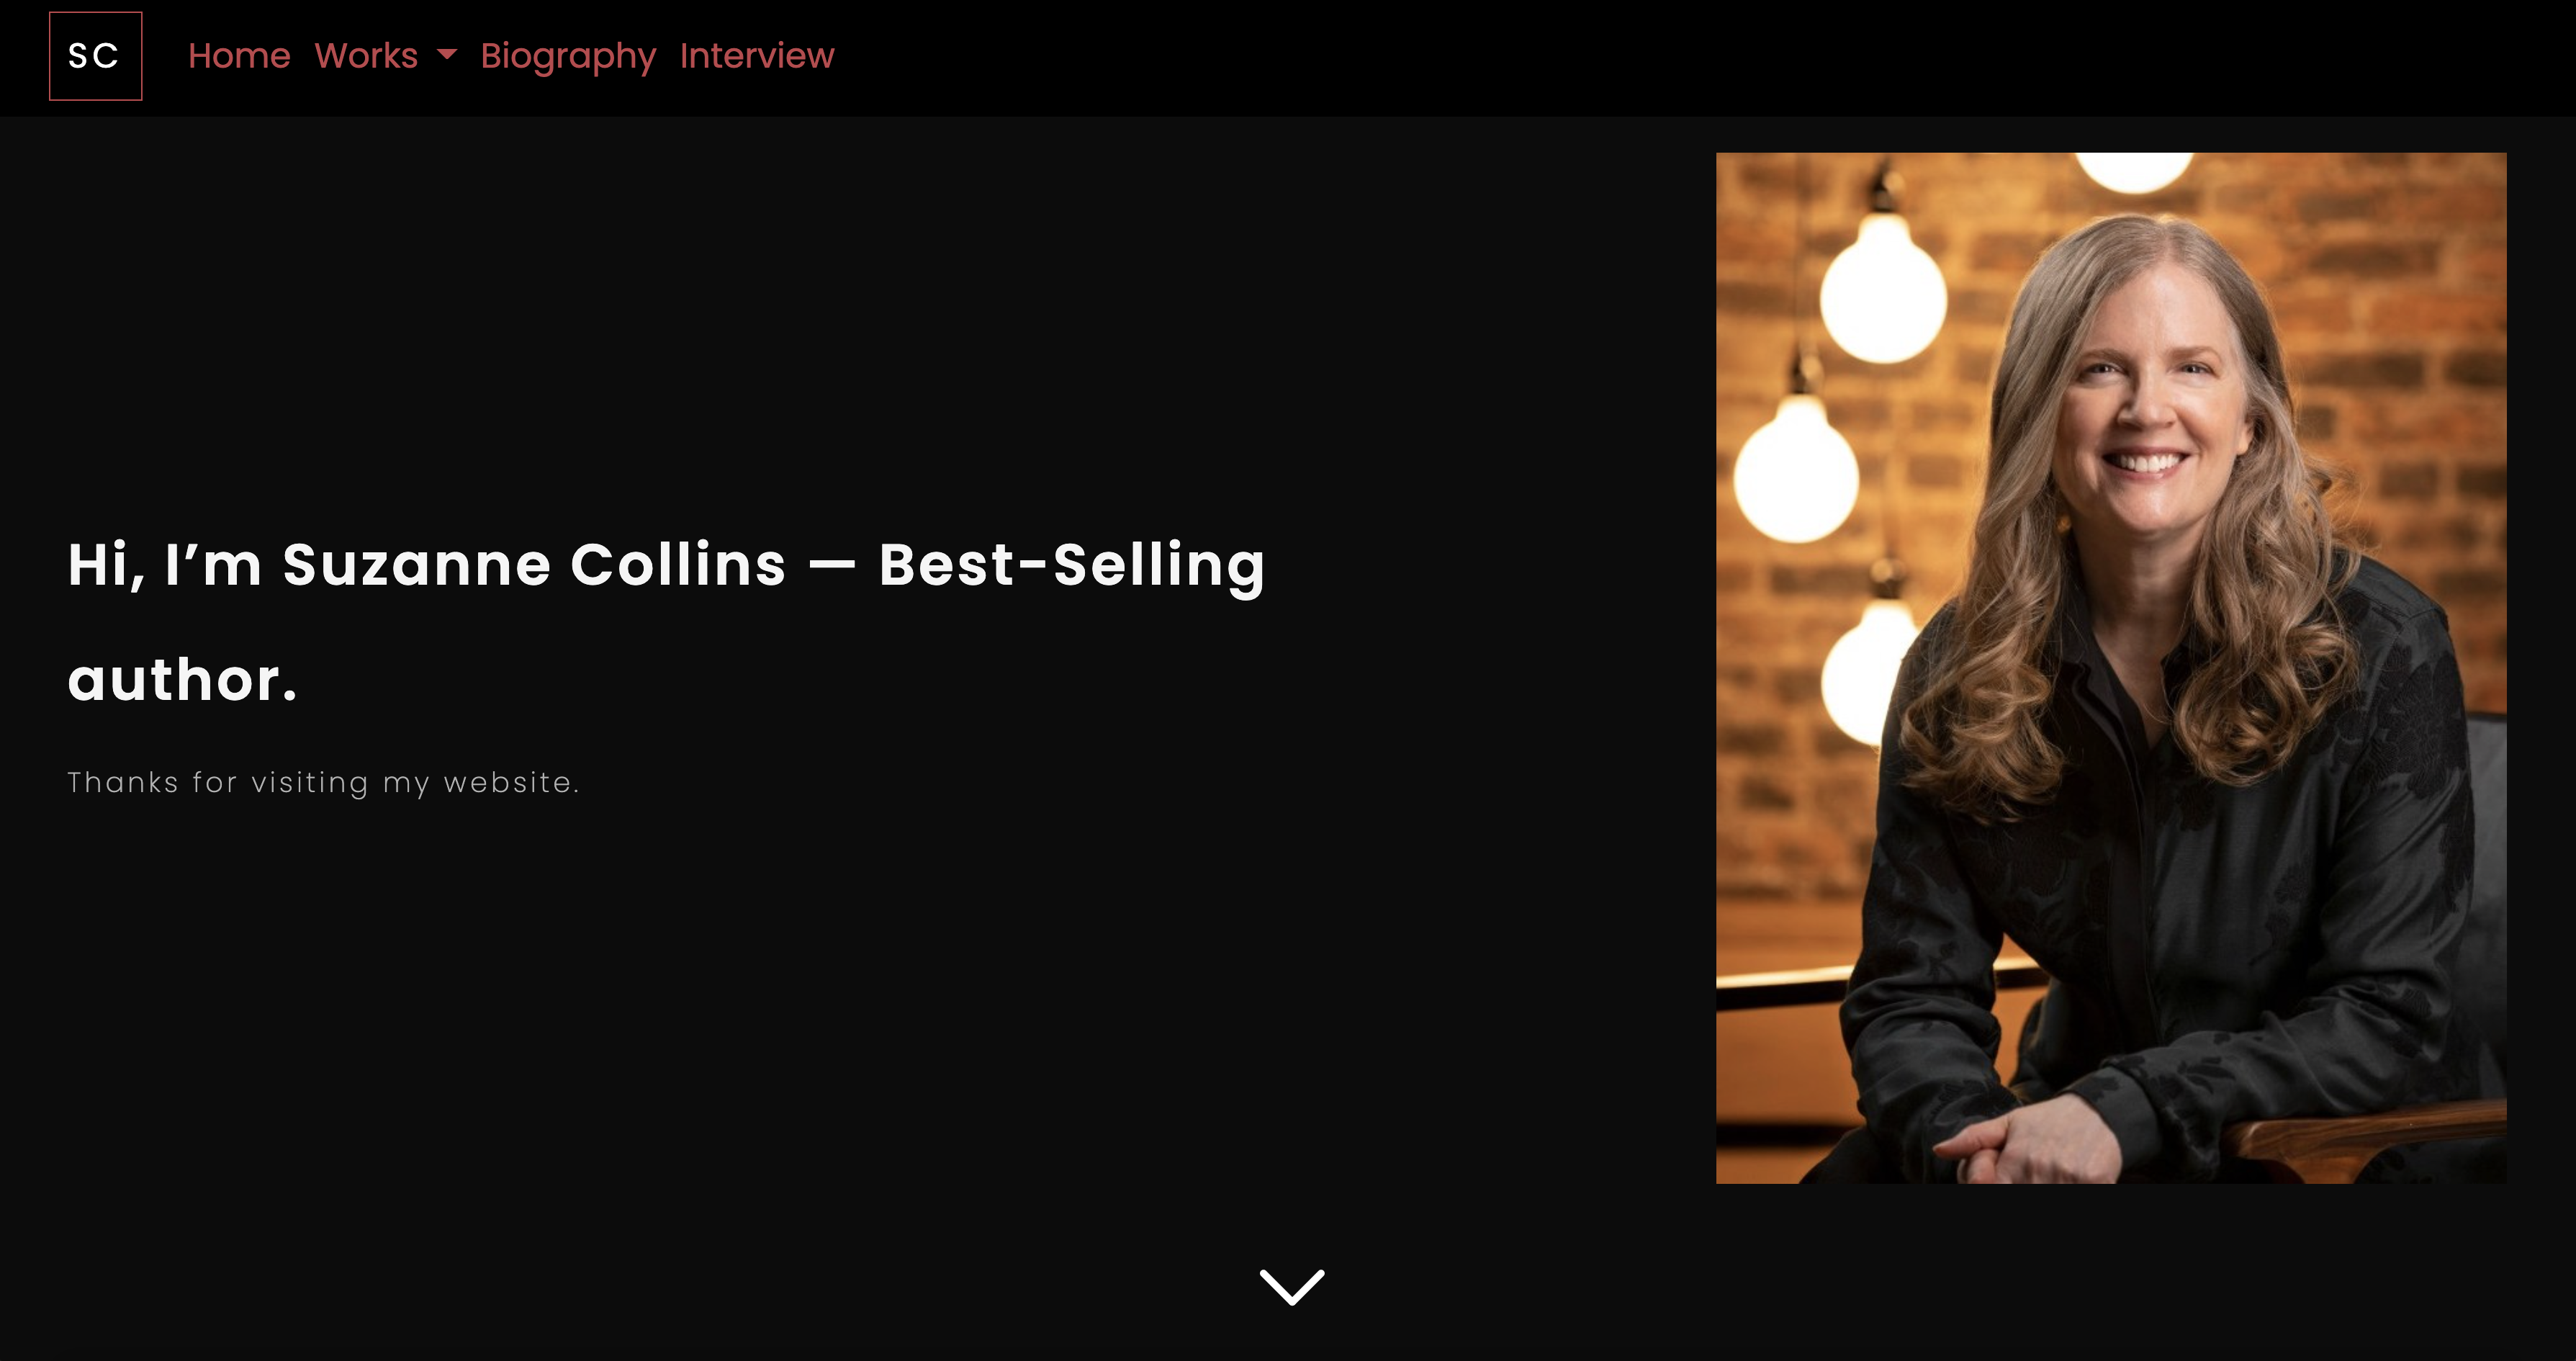 SC
Home Works Biography Interview
Hi, I’m Suzanne Collins — Best-Selling
author.
Thanks for visiting my website.